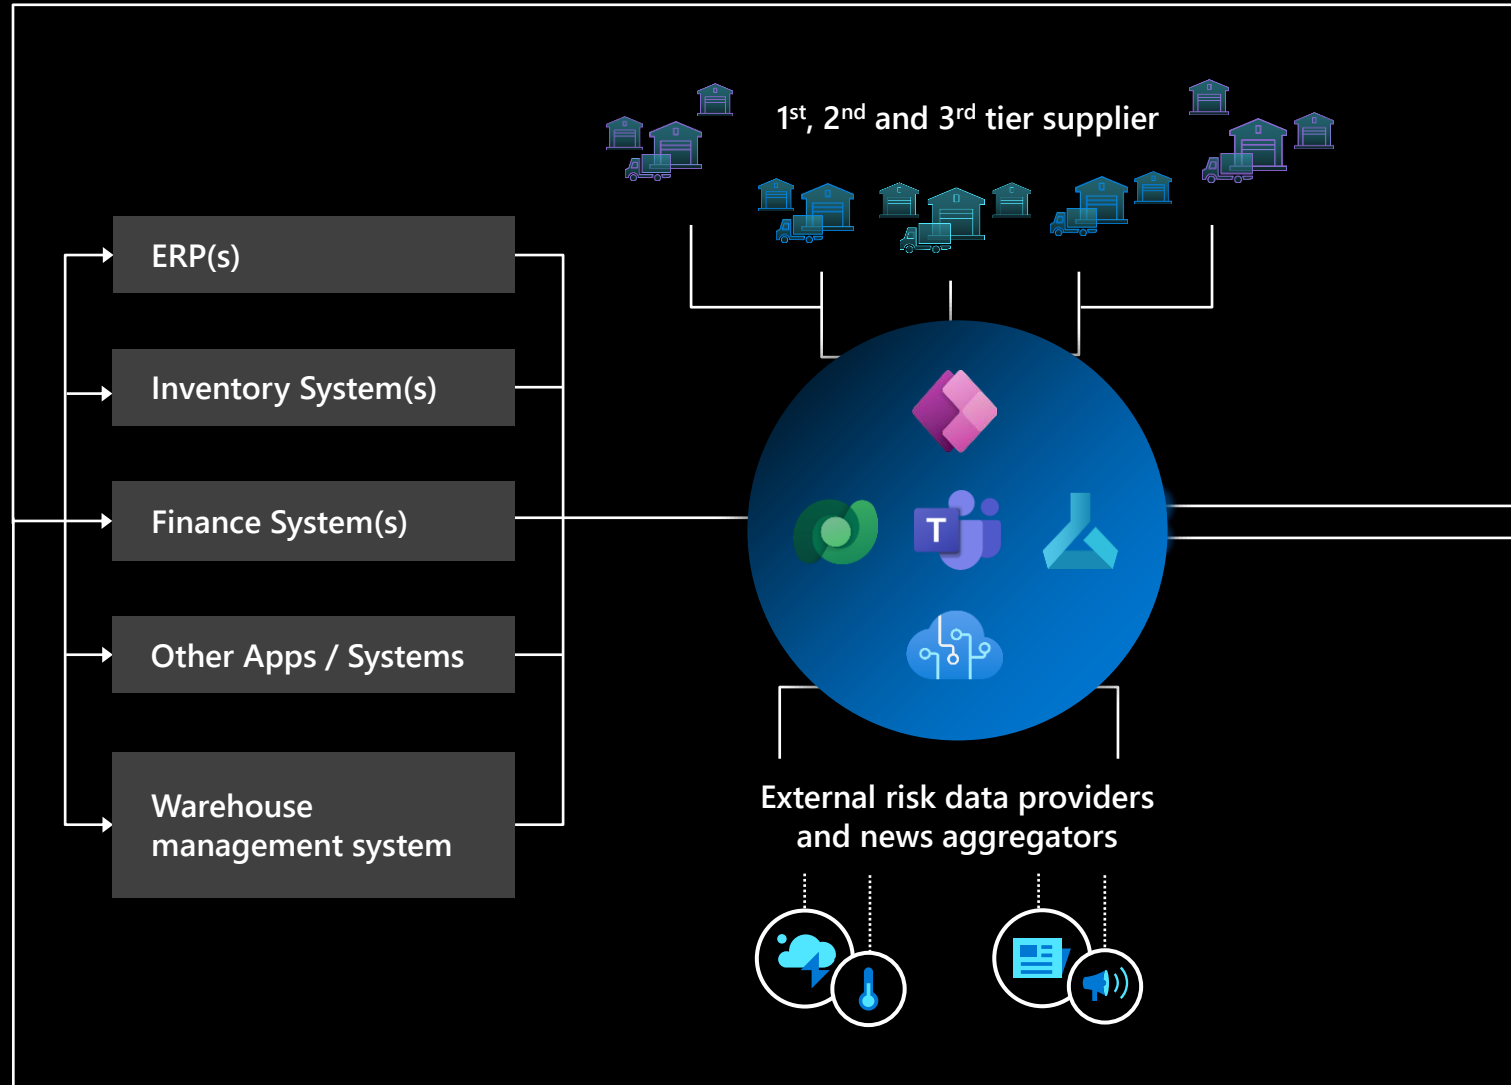 1st, 2nd and 3rd tier supplier
ERP(s)
Inventory System(s)
Finance System(s)
Other Apps / Systems
Warehouse
management system
T
External risk data providers
and news aggregators